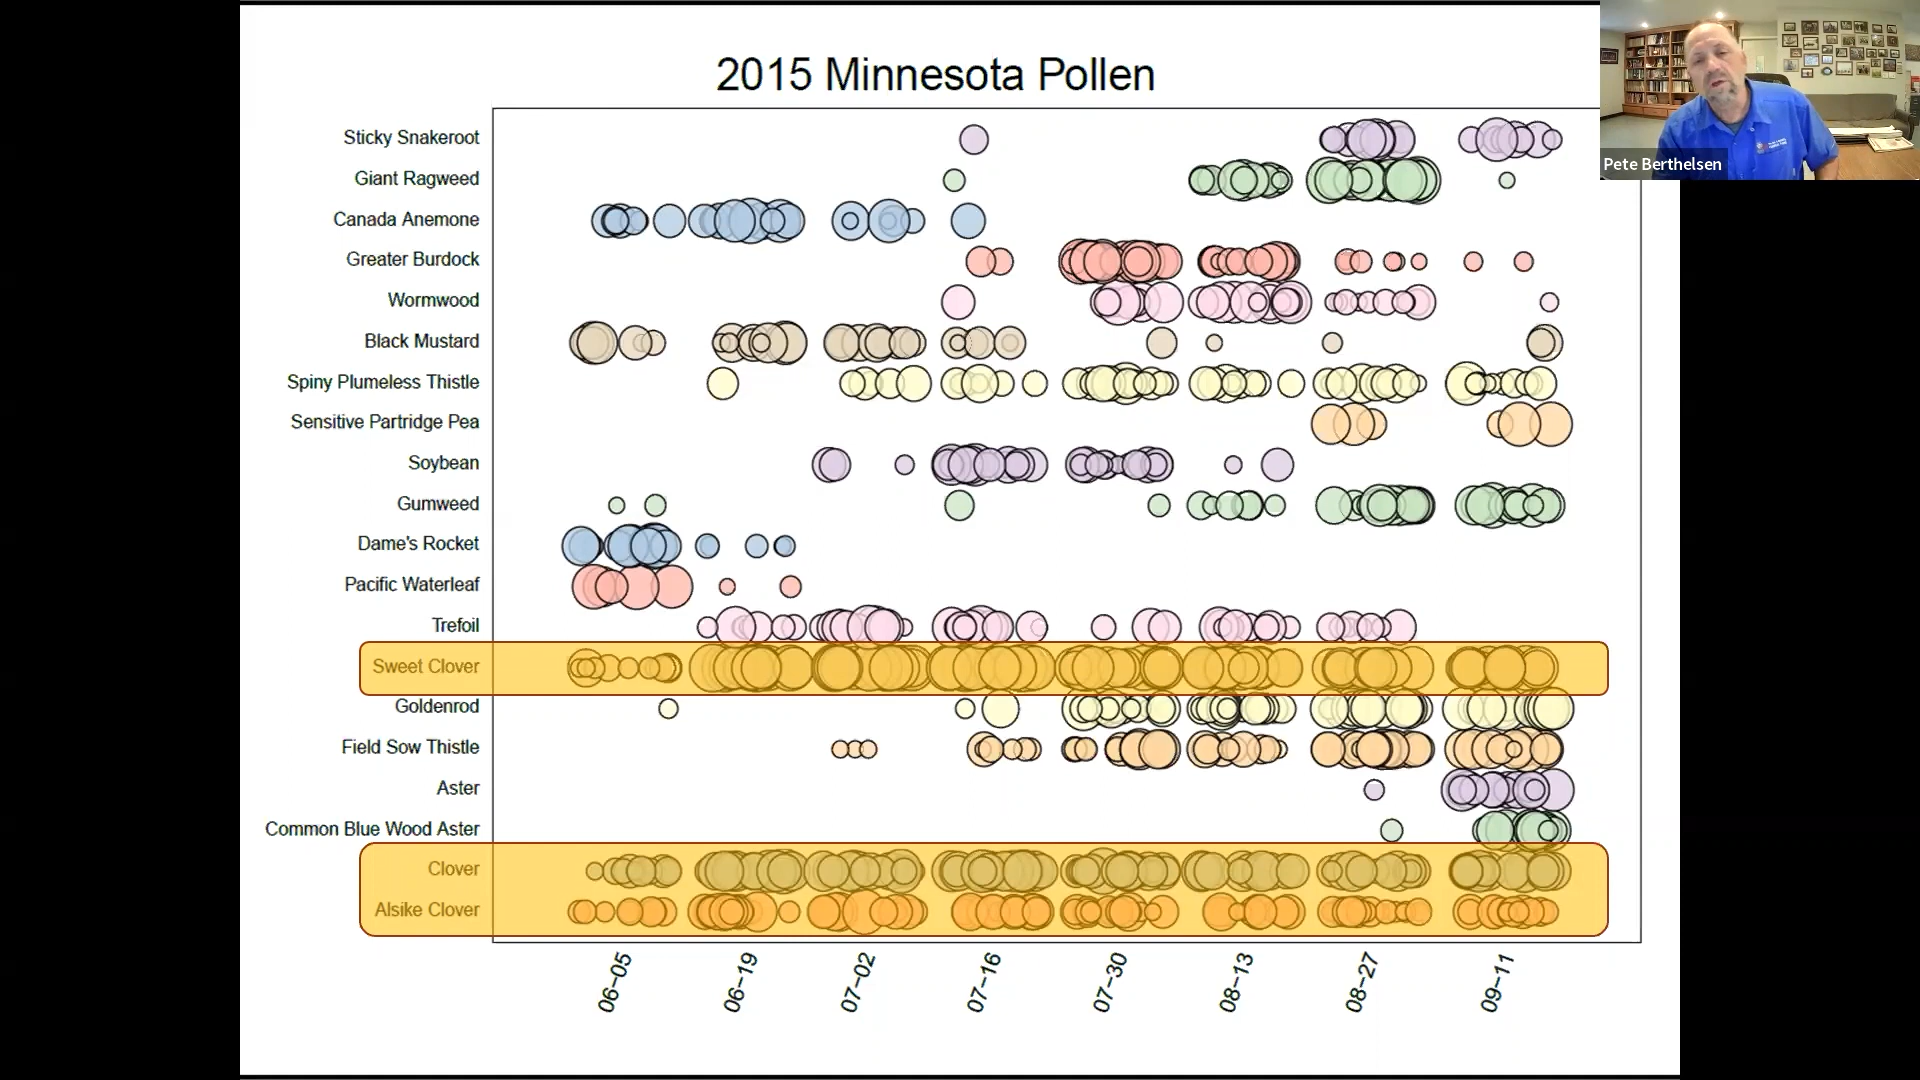 2015 Minnesota Pollen
Sticky Snakeroot
Giant Ragweed
Canada Anemone
Greater Burdock
Wormwood
Black Mustard
Spiny Plumeless Thistle
Sensitive Partridge Pea
Soybean
Gumweed
Dame's Rocket
Pacific Waterleaf
Trefoil
Sweet Clover
Goldenrod
Field Sow Thistle
Aster
Common Blue Wood Aster
Clover
Alsike Clover
06−05
06−19
07−02
07−16
07−30
08−13
08−27
09−11
Pete Berthelsen